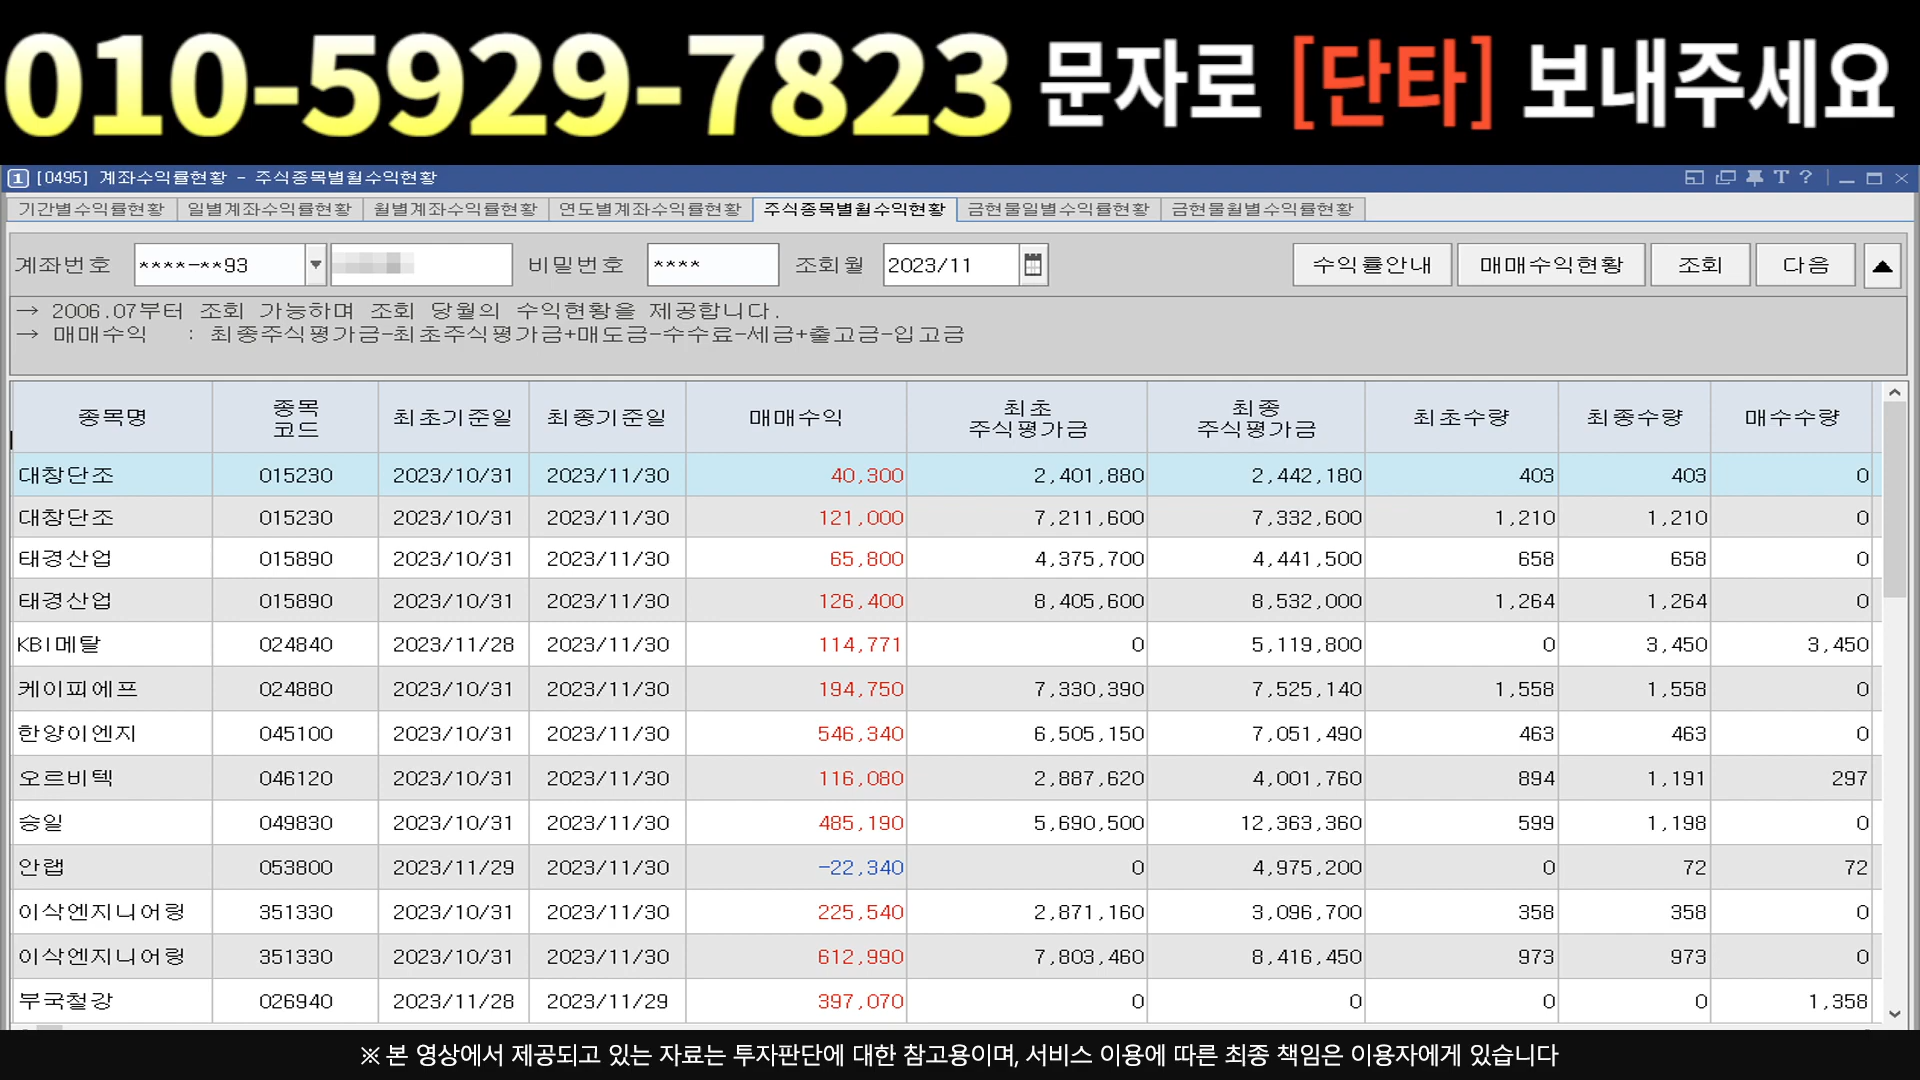 010-5929-7823 문자로 [단타] 보내주세요
1 [0495] 계좌수익률현황 - 주식종목별월수익현황 T ?
기간별수익률현황 일별계좌수익률현황 월별계좌수익률현황 연도별계좌수익률현황 주식종목별월수익현황 금현물일별수익률현황 금현물월별수익률현황
계좌번호 ****-**93 비밀번호 **** 조회월 2023/11 수익률안내 매매수익현황 조회 다음 ▲
→ 2006.07부터 조회 가능하며 조회 당월의 수익현황을 제공합니다.
→ 매매수익 : 최종주식평가금-최초주식평가금+매도금-수수료-세금+출고금-입고금
종목명 종목코드 최초기준일 최종기준일 매매수익 최초주식평가금 최종주식평가금 최초수량 최종수량 매수수량
대창단조 015230 2023/10/31 2023/11/30 40,300 2,401,880 2,442,180 403 403 0
대창단조 015230 2023/10/31 2023/11/30 121,000 7,211,600 7,332,600 1,210 1,210 0
태경산업 015890 2023/10/31 2023/11/30 65,800 4,375,700 4,441,500 658 658 0
태경산업 015890 2023/10/31 2023/11/30 126,400 8,405,600 8,532,000 1,264 1,264 0
KBI메탈 024840 2023/11/28 2023/11/30 114,771 0 5,119,800 0 3,450 3,450
케이피에프 024880 2023/10/31 2023/11/30 194,750 7,330,390 7,525,140 1,558 1,558 0
한양이엔지 045100 2023/10/31 2023/11/30 546,340 6,505,150 7,051,490 463 463 0
오르비텍 046120 2023/10/31 2023/11/30 116,080 2,887,620 4,001,760 894 1,191 297
승일 049830 2023/10/31 2023/11/30 485,190 5,690,500 12,363,360 599 1,198 0
안랩 053800 2023/11/29 2023/11/30 -22,340 0 4,975,200 0 72 72
이삭엔지니어링 351330 2023/10/31 2023/11/30 225,540 2,871,160 3,096,700 358 358 0
이삭엔지니어링 351330 2023/10/31 2023/11/30 612,990 7,803,460 8,416,450 973 973 0
부국철강 026940 2023/11/28 2023/11/29 397,070 0 0 0 0 1,358
※ 본 영상에서 제공되고 있는 자료는 투자판단에 대한 참고용이며, 서비스 이용에 따른 최종 책임은 이용자에게 있습니다